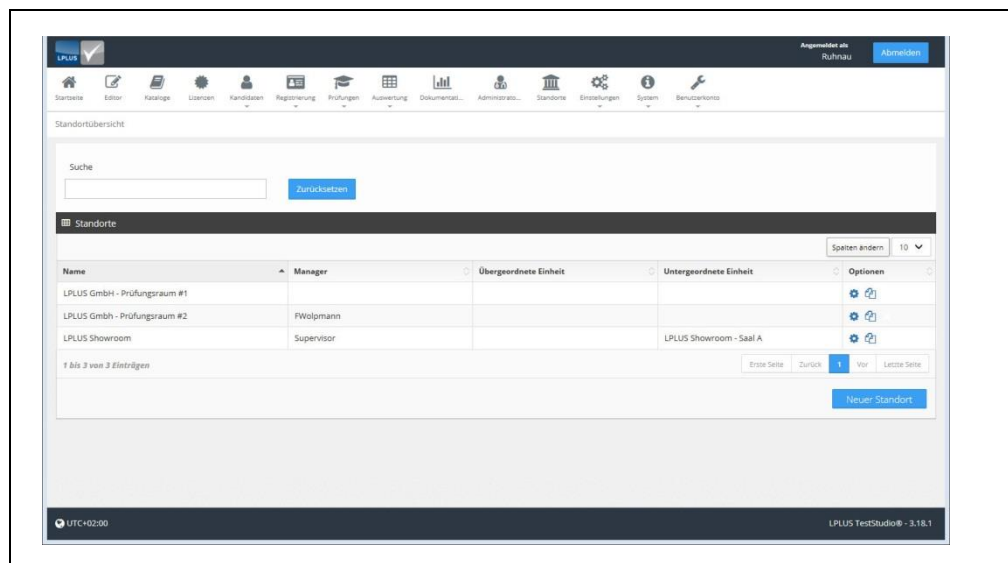 LPLUS
Angemeldet als
Ruhnau
Abmelden
Startseite Editor Kataloge Lizenzen Kandidaten Registrierung Prüfungen Auswertung Dokumentati... Administrato... Standorte Einstellungen System Benutzerkonto
Standortübersicht
Suche
Zurücksetzen
Standorte
Spalten ändern 10
Name Manager Übergeordnete Einheit Untergeordnete Einheit Optionen
LPLUS GmbH - Prüfungsraum #1
LPLUS Gmbh - Prüfungsraum #2 FWolpmann
LPLUS Showroom Supervisor LPLUS Showroom - Saal A
1 bis 3 von 3 Einträgen Erste Seite Zurück 1 Vor Letzte Seite
Neuer Standort
UTC+02:00 LPLUS TestStudio® - 3.18.1